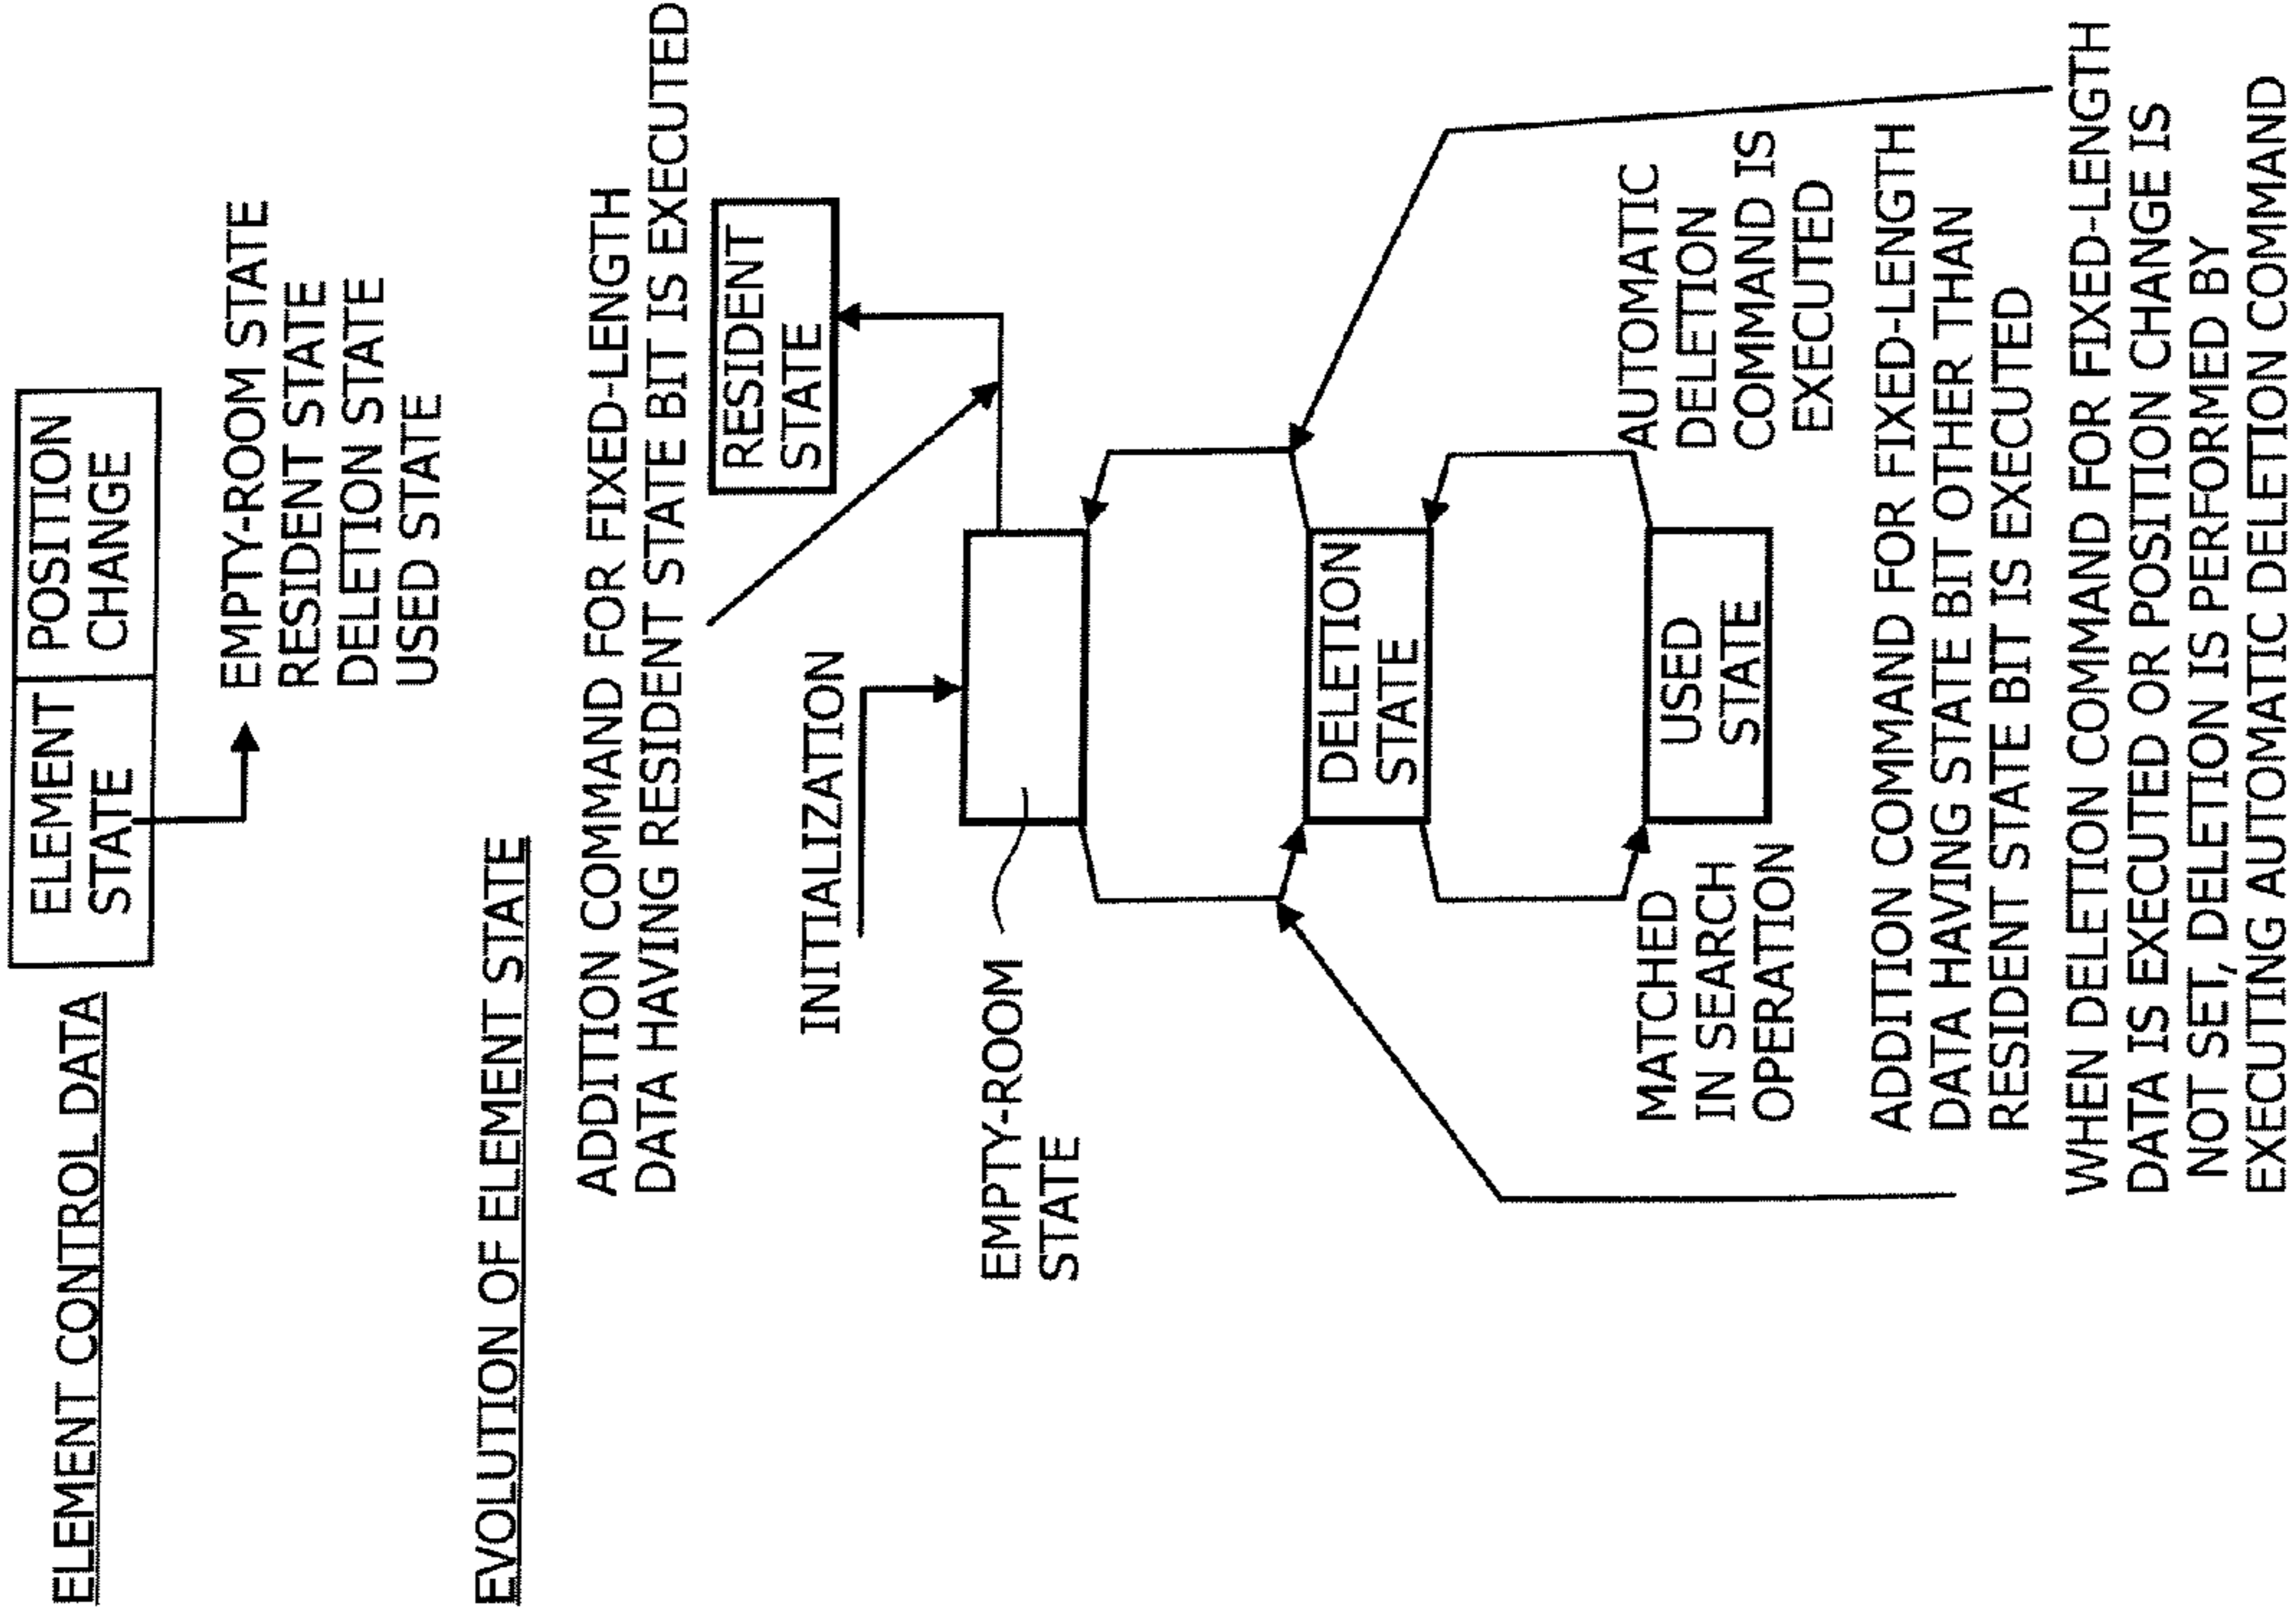 ELEMENT CONTROL DATA
ELEMENT
STATE
POSITION
CHANGE
EMPTY-ROOM STATE
RESIDENT STATE
DELETION STATE
USED STATE
EVOLUTION OF ELEMENT STATE
ADDITION COMMAND FOR FIXED-LENGTH
DATA HAVING RESIDENT STATE BIT IS EXECUTED
INITIALIZATION
RESIDENT
STATE
EMPTY-ROOM
STATE
DELETION
STATE
MATCHED
IN SEARCH
OPERATION
USED
STATE
AUTOMATIC
DELETION
COMMAND IS
EXECUTED
ADDITION COMMAND FOR FIXED-LENGTH
DATA HAVING STATE BIT OTHER THAN
RESIDENT STATE BIT IS EXECUTED
WHEN DELETION COMMAND FOR FIXED-LENGTH
DATA IS EXECUTED OR POSITION CHANGE IS
NOT SET, DELETION IS PERFORMED BY
EXECUTING AUTOMATIC DELETION COMMAND